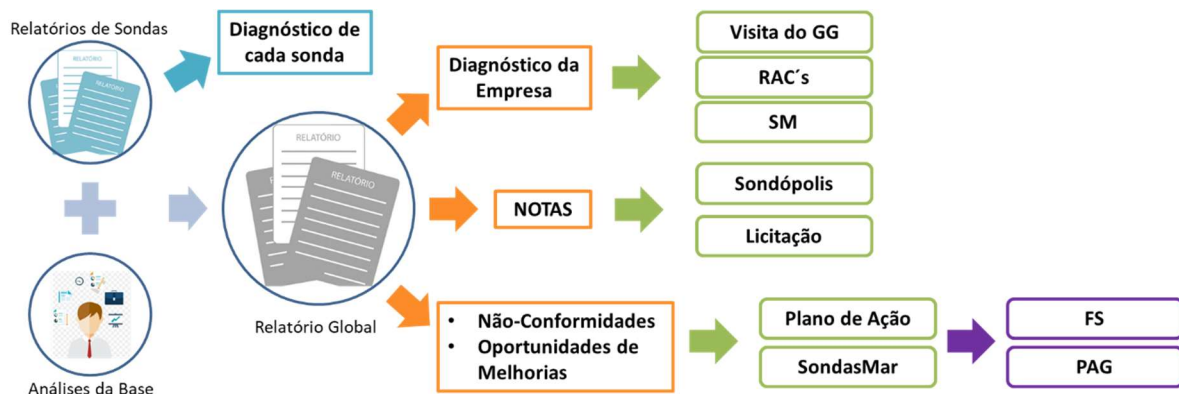 Relatórios de Sondas
Diagnóstico de
cada sonda
RELATÓRIO
RELATÓRIO
Análises da Base
RELATÓRIO
RELATÓRIO
Relatório Global
Diagnóstico da
Empresa
Visita do GG
RAC´s
SM
NOTAS
Sondópolis
Licitação
• Não-Conformidades
• Oportunidades de
Melhorias
Plano de Ação
SondasMar
FS
PAG